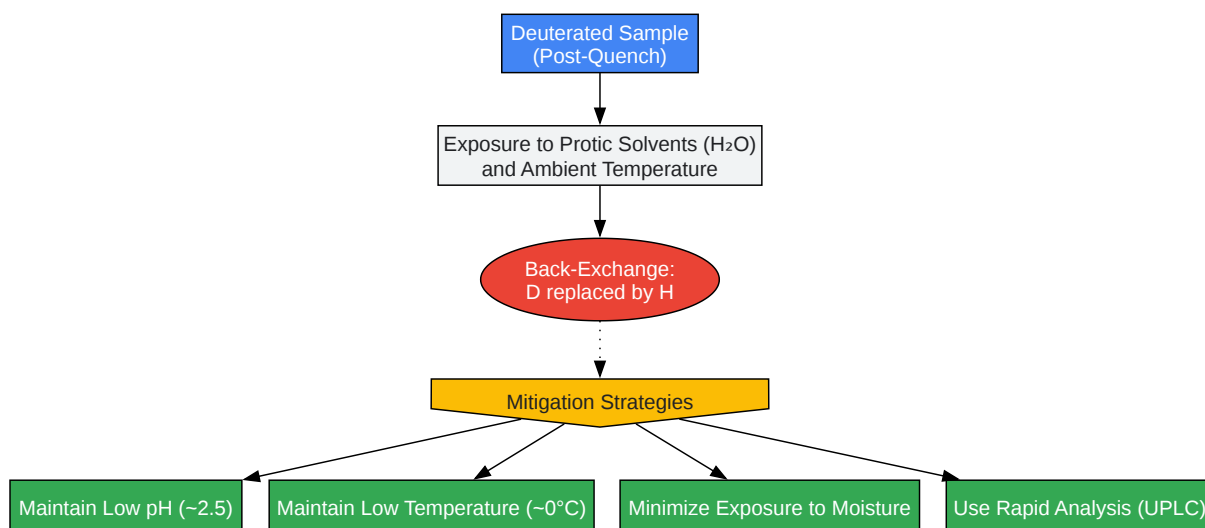 Deuterated Sample
(Post-Quench)
Exposure to Protic Solvents (H₂O)
and Ambient Temperature
Back-Exchange:
D replaced by H
Mitigation Strategies
Maintain Low pH (~2.5)
Maintain Low Temperature (~0°C)
Minimize Exposure to Moisture
Use Rapid Analysis (UPLC)